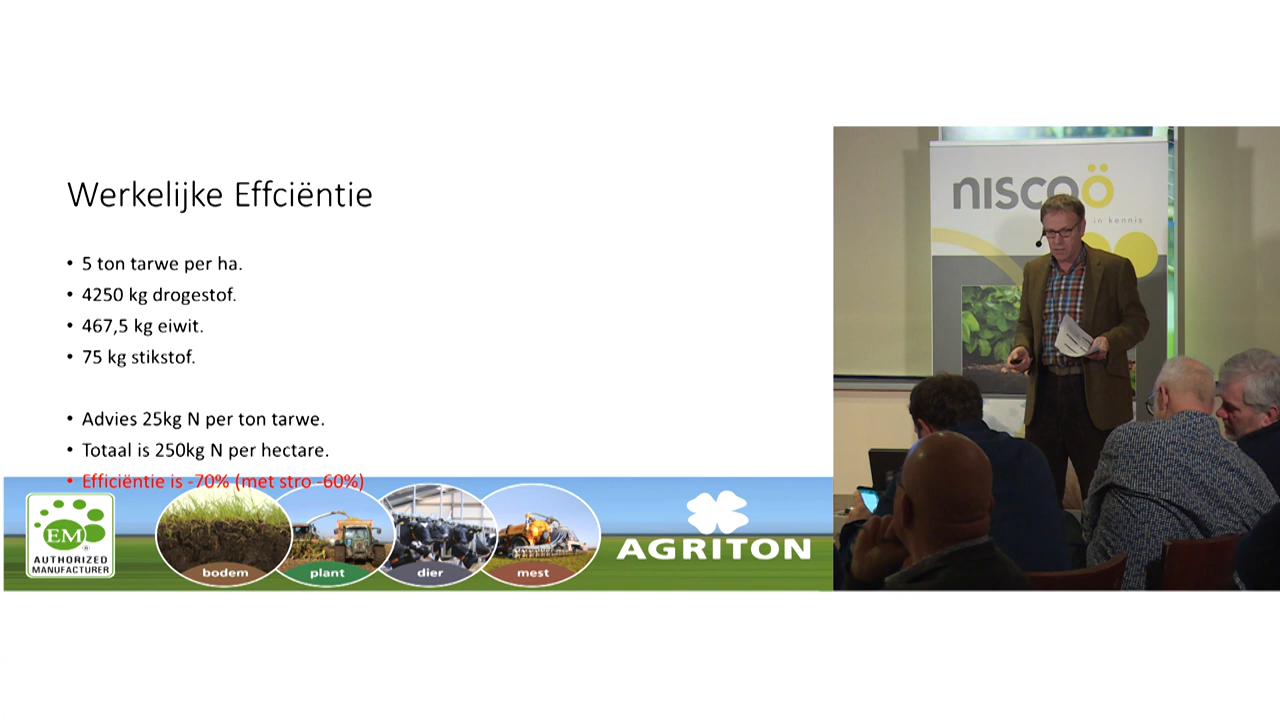 Werkelijke Effciëntie
• 5 ton tarwe per ha.
• 4250 kg drogestof.
• 467,5 kg eiwit.
• 75 kg stikstof.
• Advies 25kg N per ton tarwe.
• Totaal is 250kg N per hectare.
• Efficiëntie is -70% (met stro -60%)
EM®
AUTHORIZED
MANUFACTURER
bodem
plant
dier
mest
AGRITON
niscoö
in kennis